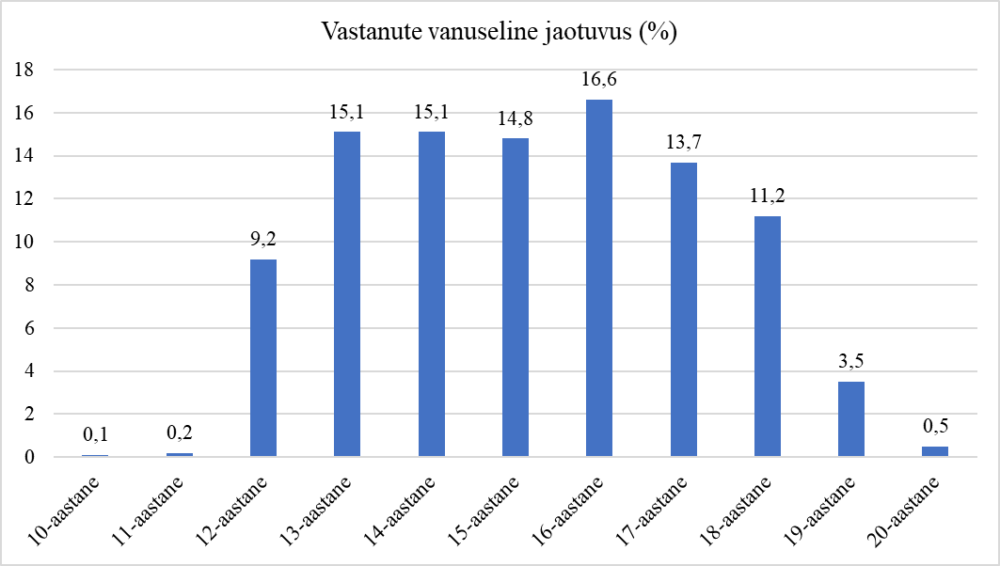 Vastanute vanuseline jaotuvus (%)
18
16
14
12
10
8
6
4
2
0
0,1
0,2
9,2
15,1
15,1
14,8
16,6
13,7
11,2
3,5
0,5
10-aastane
11-aastane
12-aastane
13-aastane
14-aastane
15-aastane
16-aastane
17-aastane
18-aastane
19-aastane
20-aastane